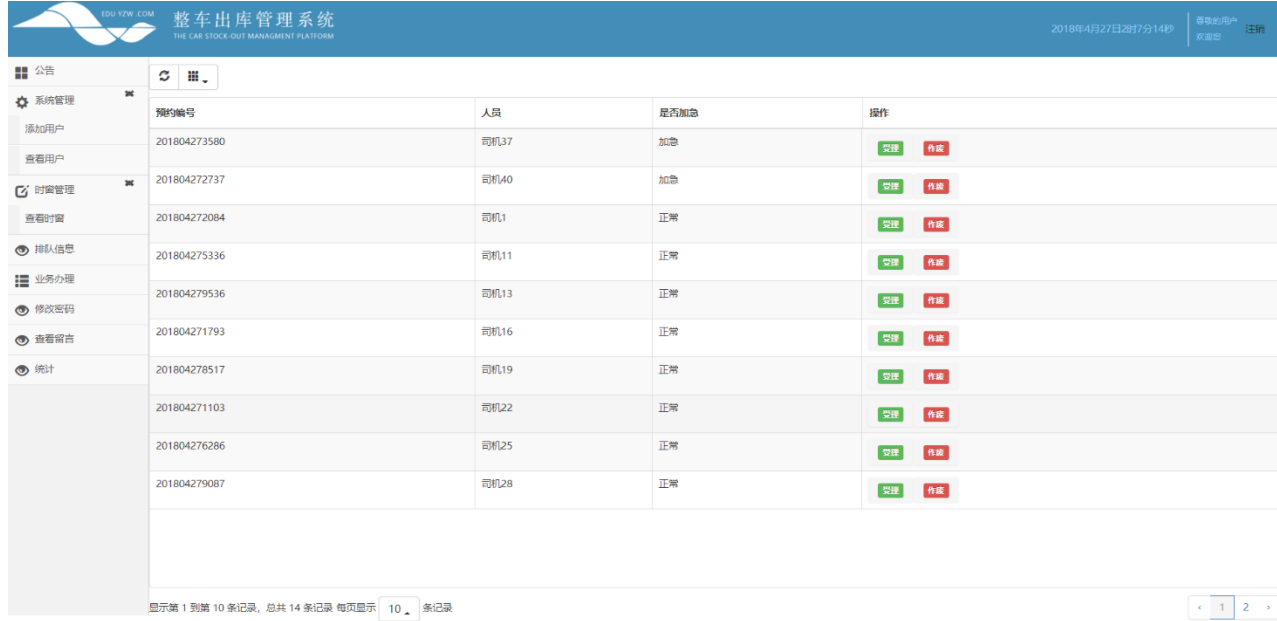 EDU YZW .COM
整车出库管理系统
THE CAR STOCK-OUT MANAGMENT PLATFORM
2018年4月27日2时7分14秒
尊敬的用户
欢迎您
注销
公告
系统管理
添加用户
查看用户
时窗管理
查看时窗
排队信息
业务办理
修改密码
查看留言
统计
预约编号 人员 是否加急 操作
201804273580 司机37 加急 受理 作废
201804272737 司机40 加急 受理 作废
201804272084 司机1 正常 受理 作废
201804275336 司机11 正常 受理 作废
201804279536 司机13 正常 受理 作废
201804271793 司机16 正常 受理 作废
201804278517 司机19 正常 受理 作废
201804271103 司机22 正常 受理 作废
201804276286 司机25 正常 受理 作废
201804279087 司机28 正常 受理 作废
显示第 1 到第 10 条记录，总共 14 条记录 每页显示 10 条记录
‹ 1 2 ›